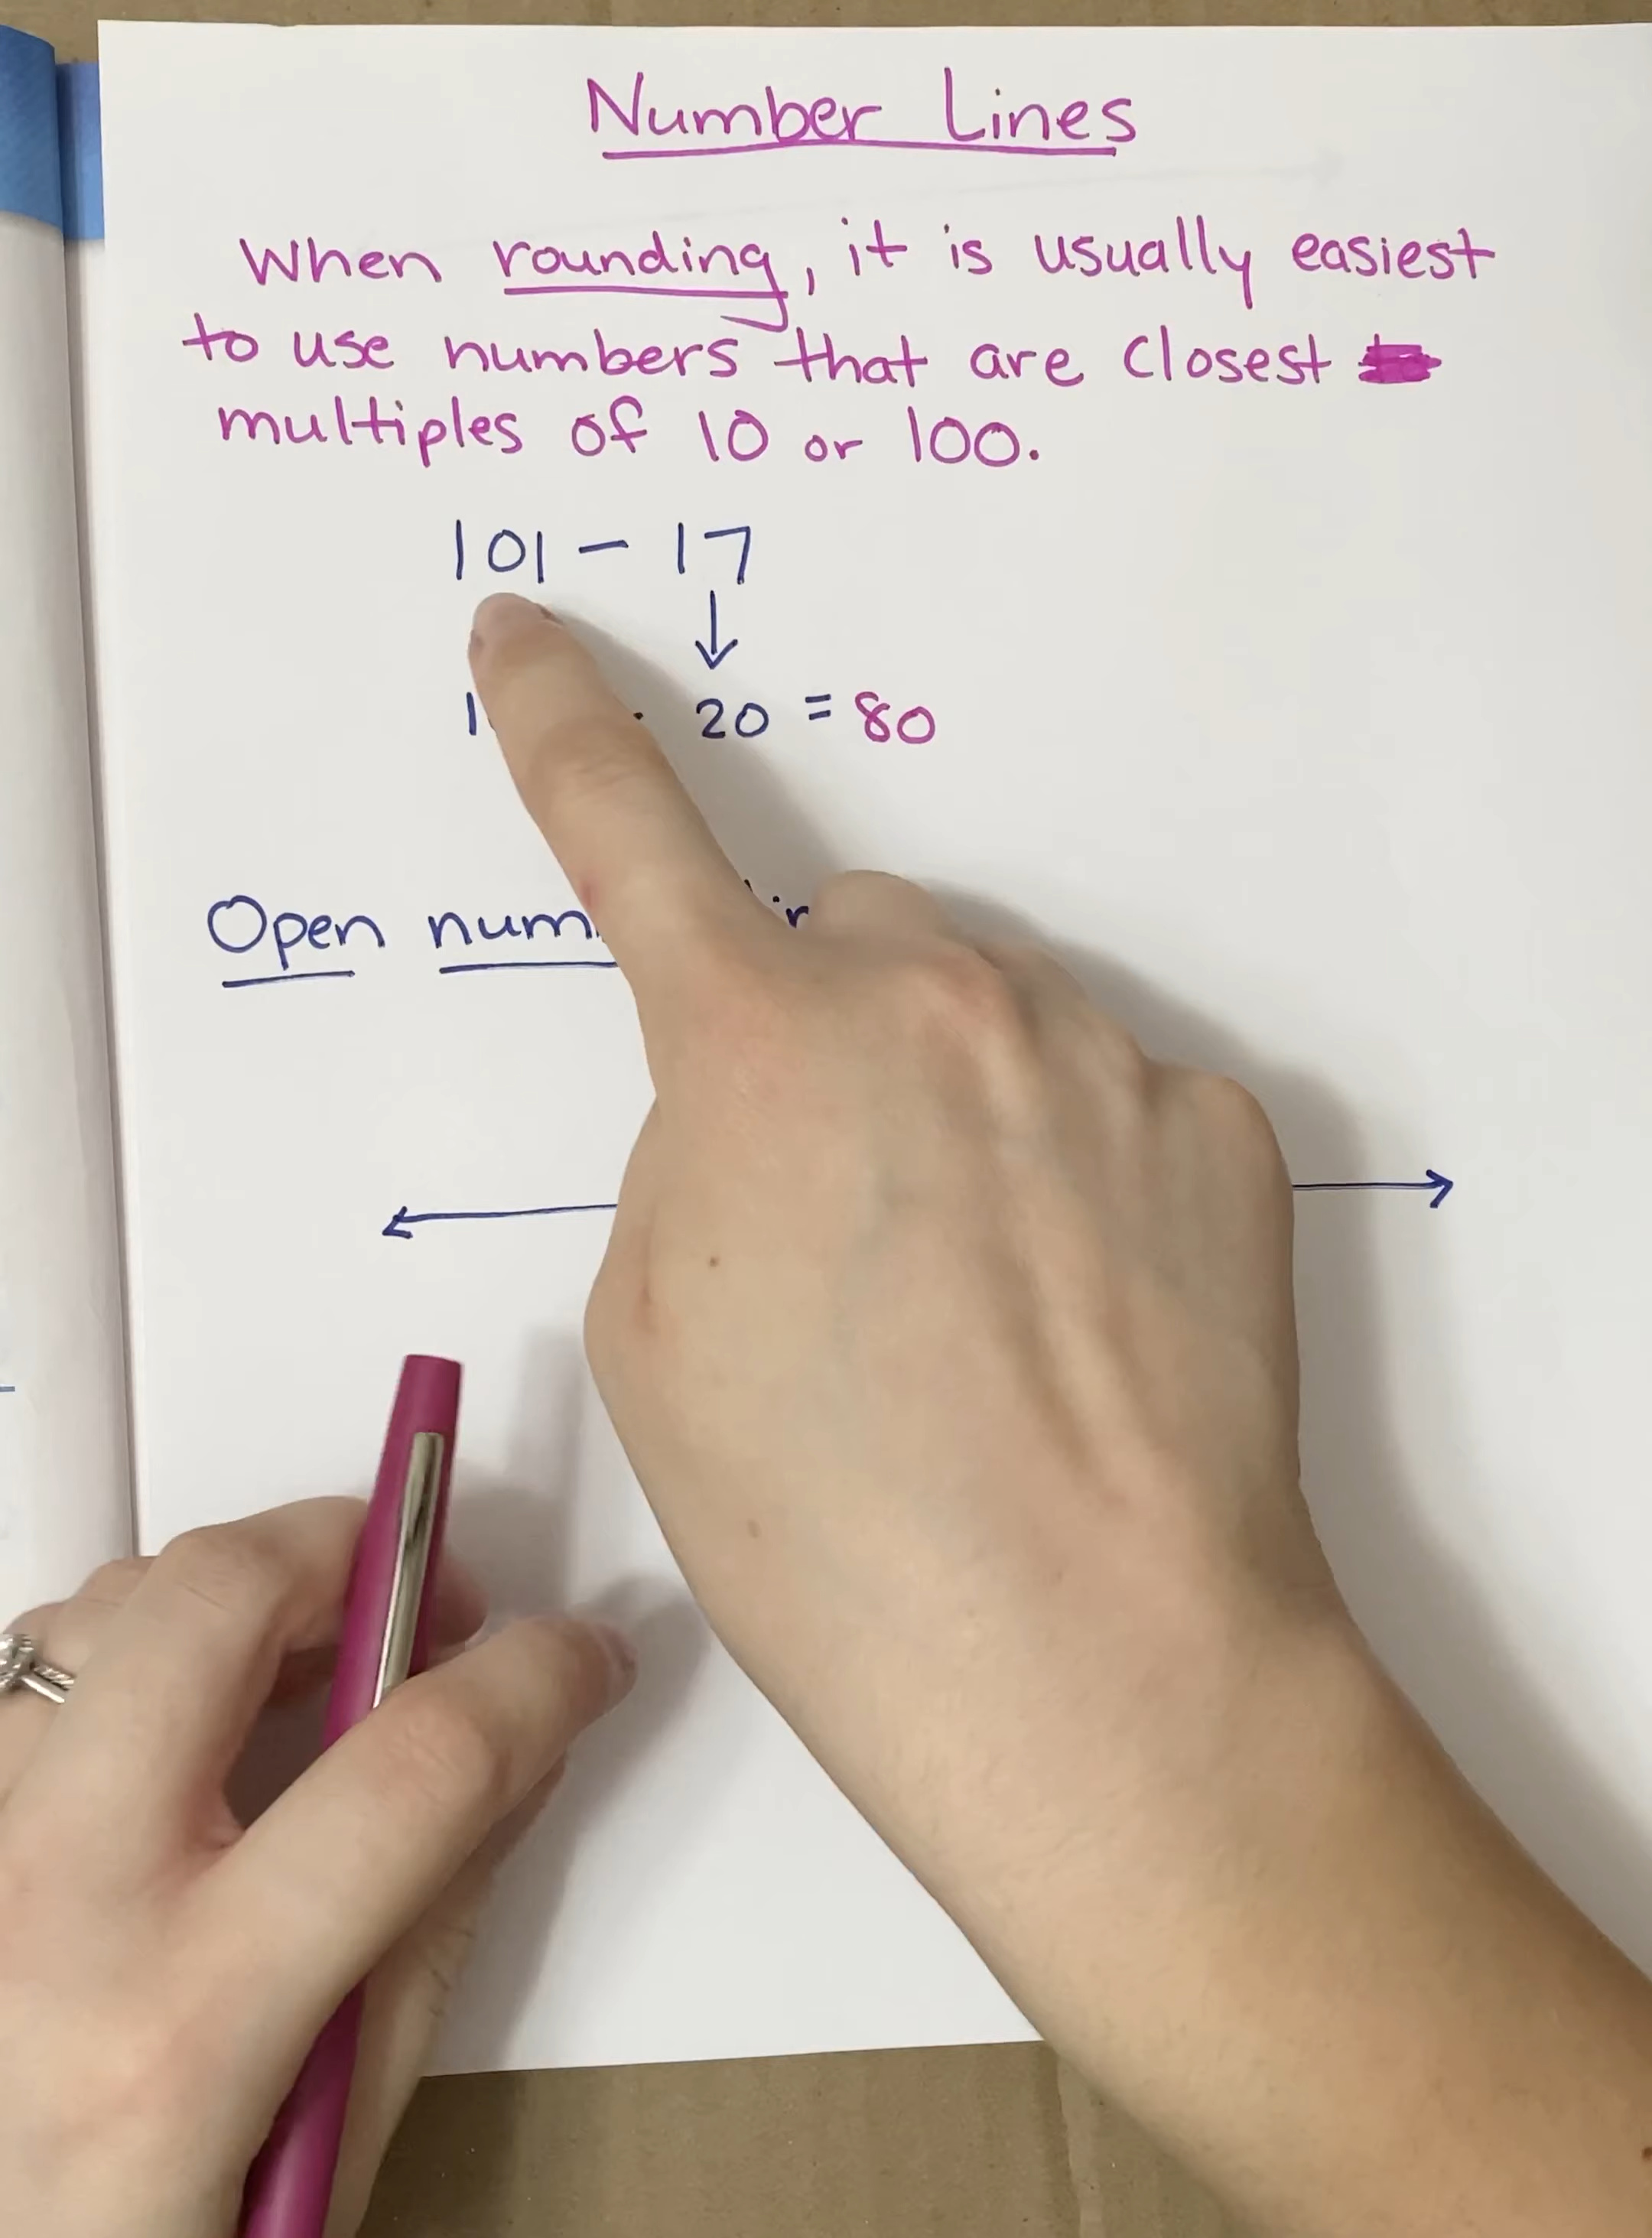 Number Lines
When rounding, it is usually easiest
to use numbers that are closest
multiples of 10 or 100.
101 - 17
↓
20 = 80
Open